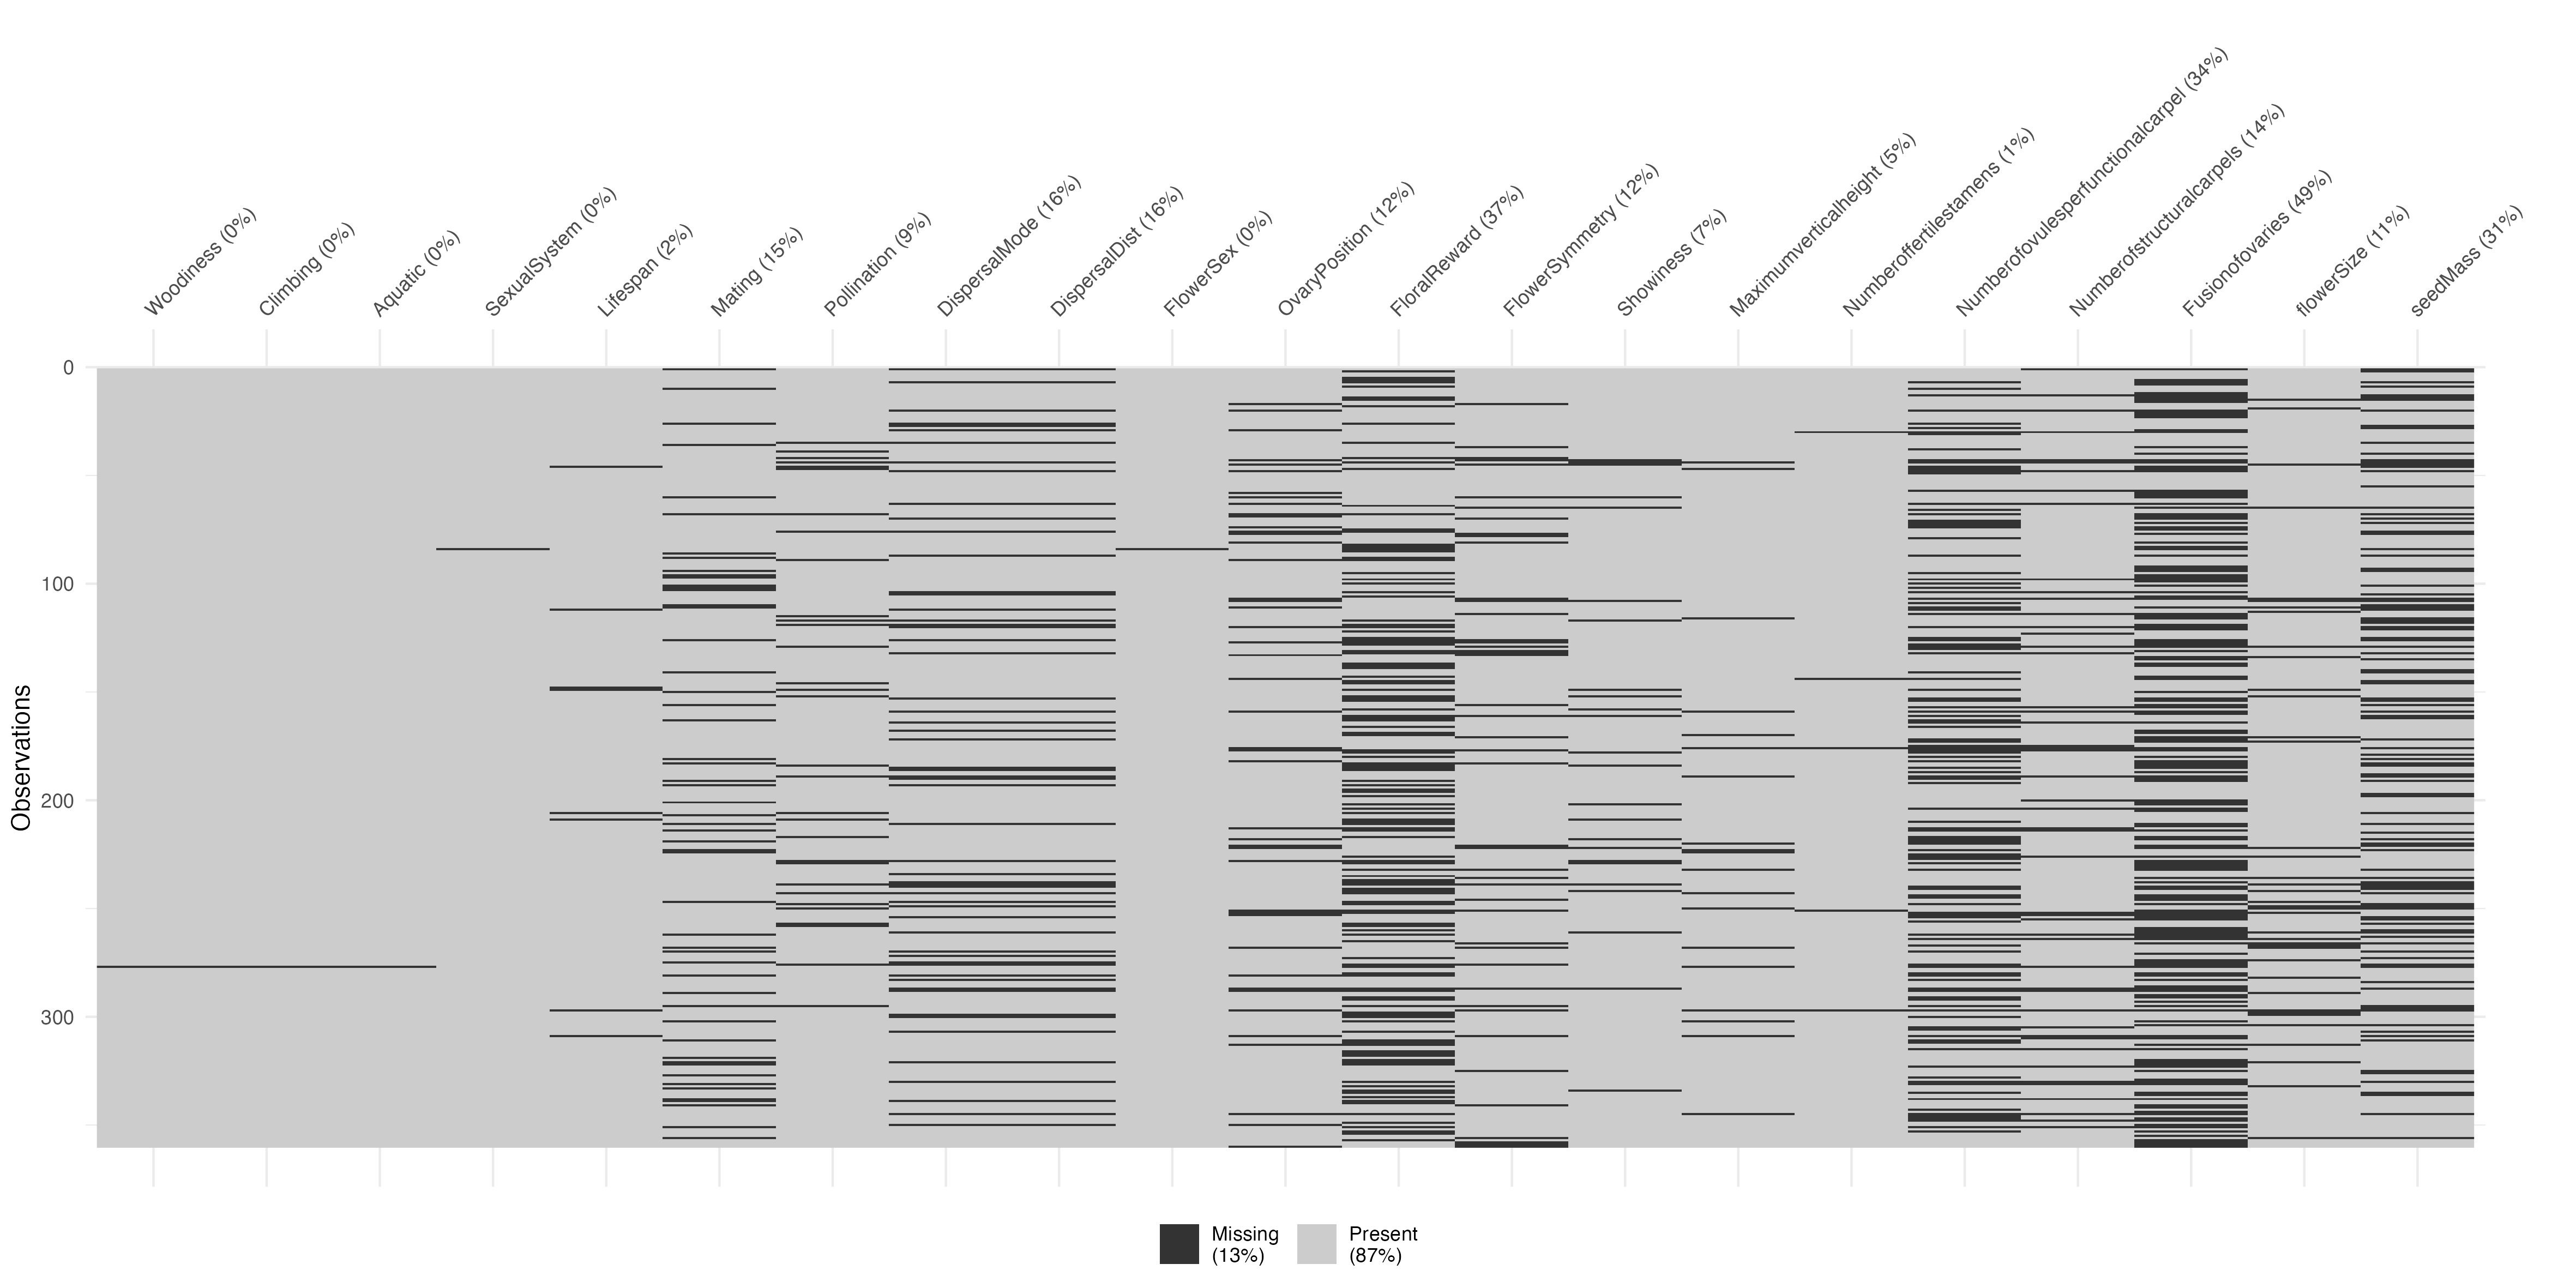 Woodiness (0%)
Climbing (0%)
Aquatic (0%)
SexualSystem (0%)
Lifespan (2%)
Mating (15%)
Pollination (9%)
DispersalMode (16%)
DispersalDist (16%)
FlowerSex (0%)
OvaryPosition (12%)
FloralReward (37%)
FlowerSymmetry (12%)
Showiness (7%)
Maximumverticalheight (5%)
Numberoffertilestamens (1%)
Numberofovulesperfunctionalcarpel (34%)
Numberofstructuralcarpels (14%)
Fusionofovaries (49%)
flowerSize (11%)
seedMass (31%)
0
100
200
300
Observations
Missing
(13%)
Present
(87%)